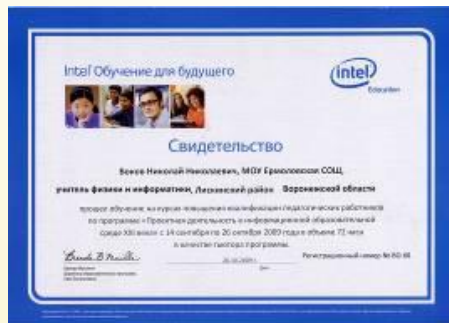 Intel® Обучение для будущего
intel
Education
Свидетельство
Боков Николай Николаевич, МОУ Ермоловская СОШ,
учитель физики и информатики, Лискинский район Воронежской области
прошел обучение на курсах повышения квалификации педагогических работников
по программе «Проектная деятельность в информационной образовательной
среде XXI века» с 14 сентября по 26 октября 2009 года в объеме 72 часа
в качестве тьютора программы.
Регистрационный номер №